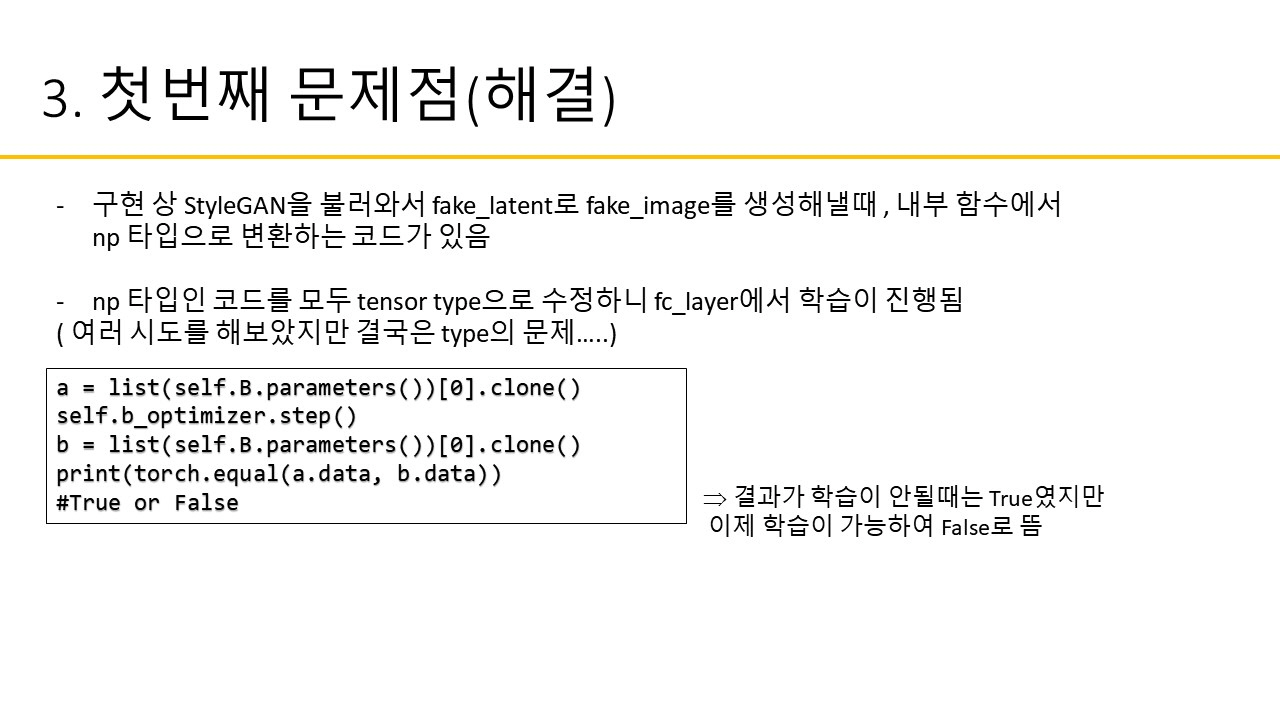 3. 첫번째 문제점(해결)
- 구현 상 StyleGAN을 불러와서 fake_latent로 fake_image를 생성해낼때 , 내부 함수에서
np 타입으로 변환하는 코드가 있음
- np 타입인 코드를 모두 tensor type으로 수정하니 fc_layer에서 학습이 진행됨
( 여러 시도를 해보았지만 결국은 type의 문제…..)
a = list(self.B.parameters())[0].clone()
self.b_optimizer.step()
b = list(self.B.parameters())[0].clone()
print(torch.equal(a.data, b.data))
#True or False
⇒ 결과가 학습이 안될때는 True였지만
이제 학습이 가능하여 False로 뜸